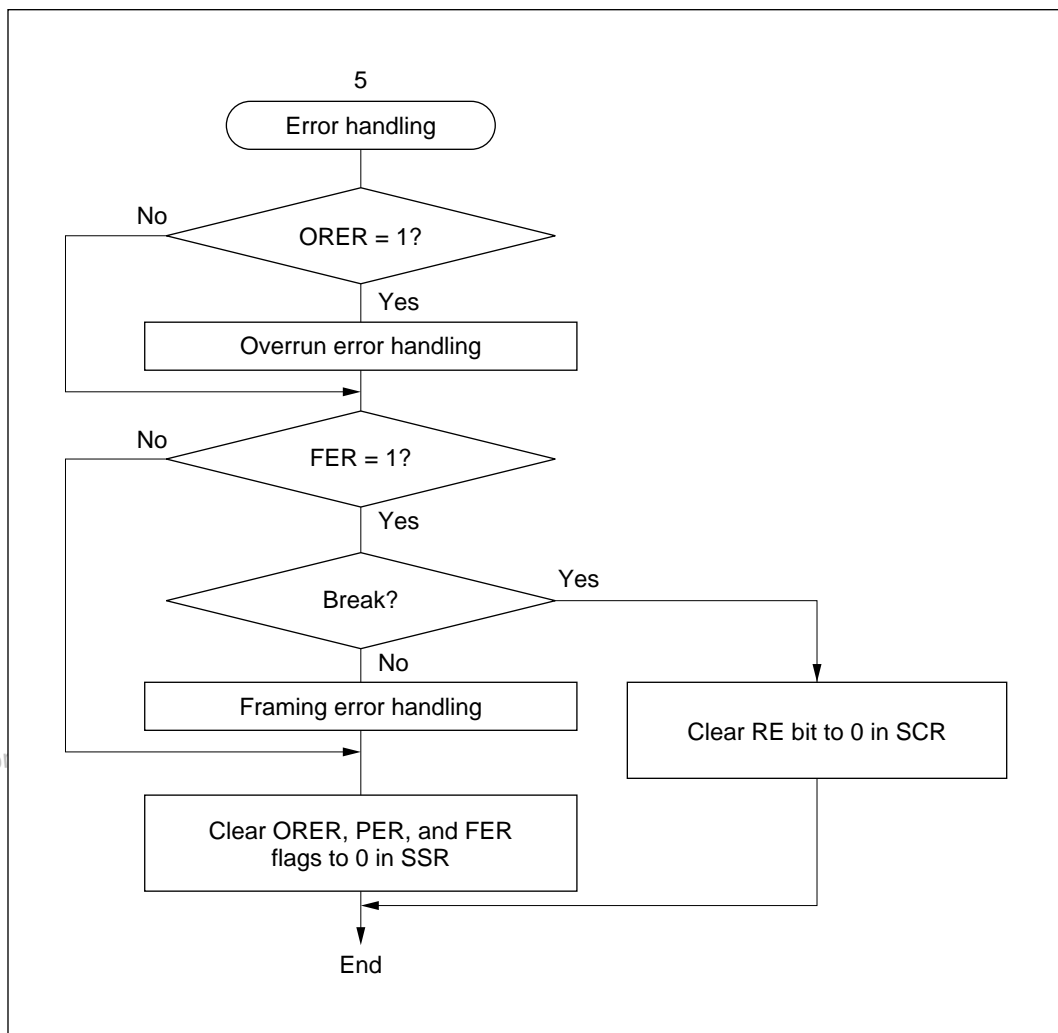 5
Error handling
No
ORER = 1?
Yes
Overrun error handling
No
FER = 1?
Yes
Break?
Yes
No
Framing error handling
Clear RE bit to 0 in SCR
Clear ORER, PER, and FER
flags to 0 in SSR
End